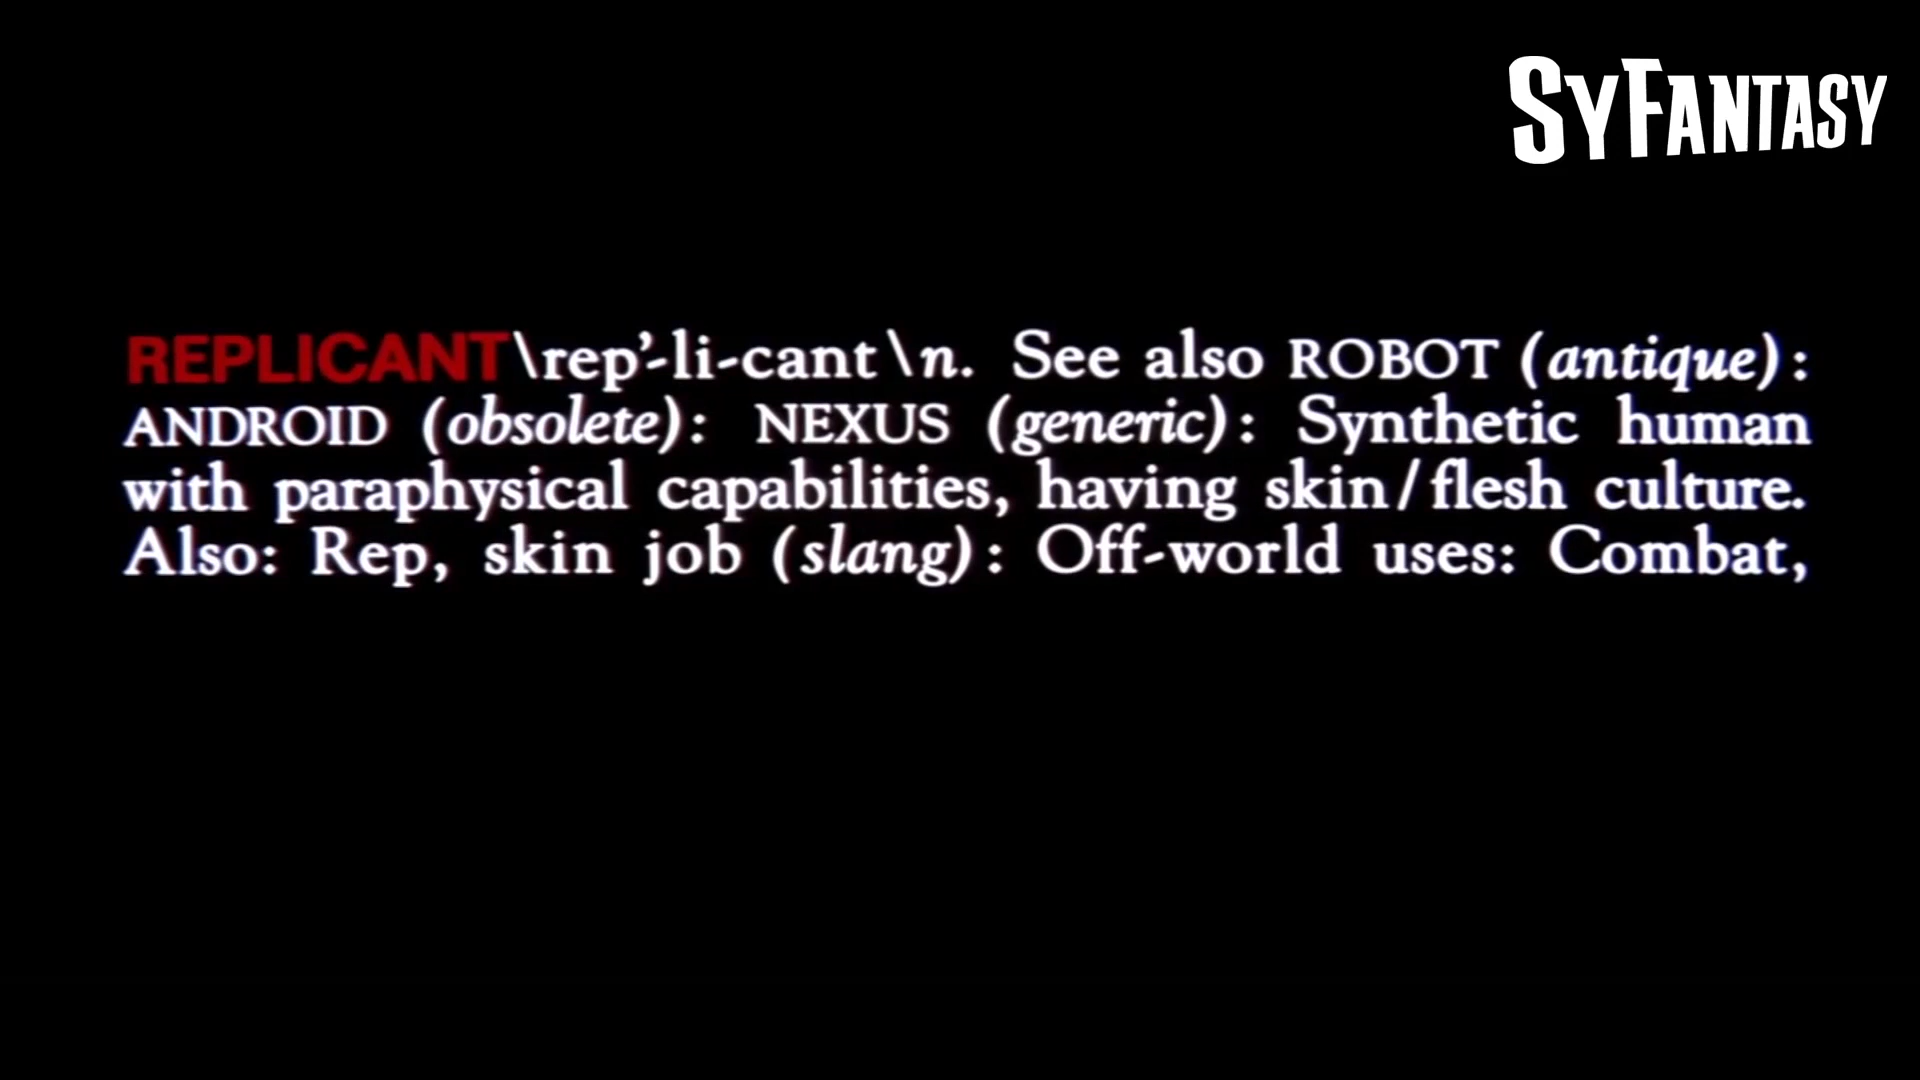 SYFANTASY
REPLICANT\rep’-li-cant\n. See also ROBOT (antique):
ANDROID (obsolete): NEXUS (generic): Synthetic human
with paraphysical capabilities, having skin/flesh culture.
Also: Rep, skin job (slang): Off-world uses: Combat,